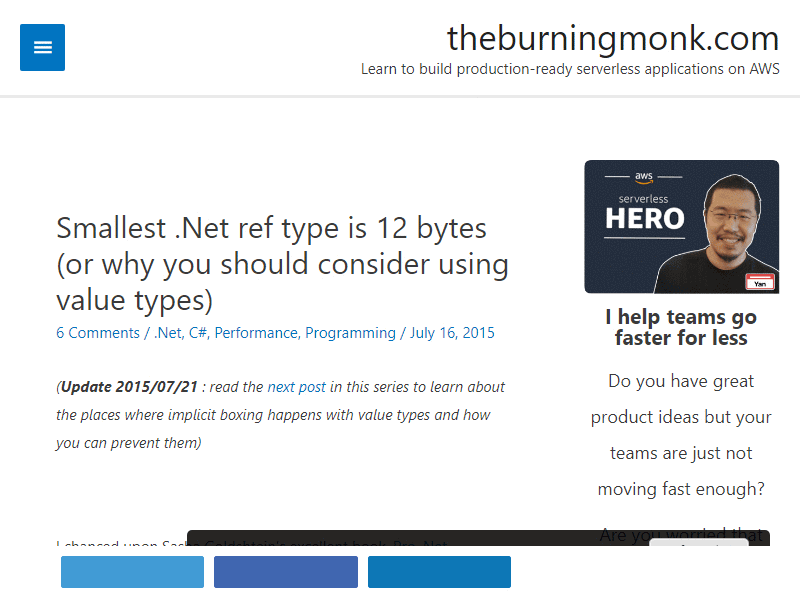 theburningmonk.com
Learn to build production-ready serverless applications on AWS
Smallest .Net ref type is 12 bytes
(or why you should consider using
value types)
6 Comments / .Net, C#, Performance, Programming / July 16, 2015
(Update 2015/07/21 : read the next post in this series to learn about
the places where implicit boxing happens with value types and how
you can prevent them)
I chanced upon Sasha Goldshtein's excellent book, Pro .Net
aws
serverless
HERO
Yan
I help teams go
faster for less
Do you have great
product ideas but your
teams are just not
moving fast enough?
Are you worried that